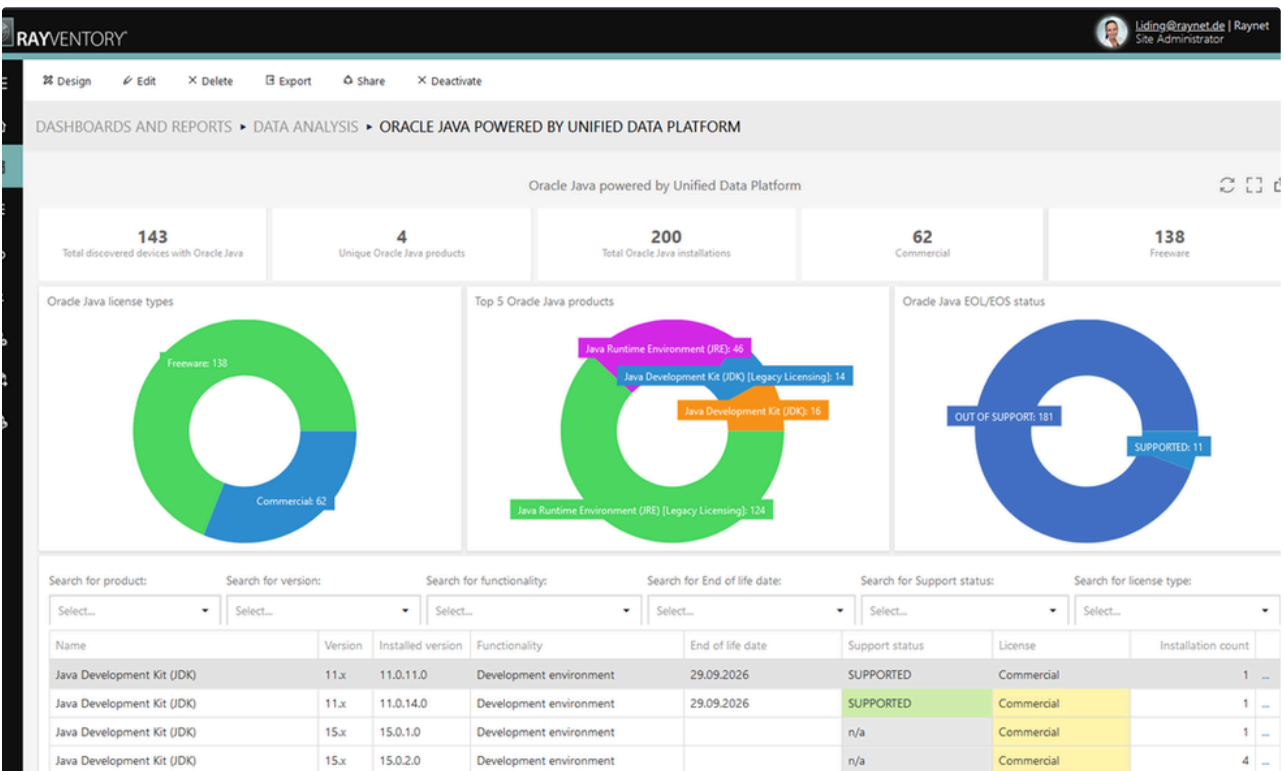 RAYVENTORY
Liding@raynet.de | Raynet
Site Administrator
Design Edit Delete Export Share Deactivate
DASHBOARDS AND REPORTS ▸ DATA ANALYSIS ▸ ORACLE JAVA POWERED BY UNIFIED DATA PLATFORM
Oracle Java powered by Unified Data Platform
143 4 200 62 138
Total discovered devices with Oracle Java Unique Oracle Java products Total Oracle Java installations Commercial Freeware
Oracle Java license types
Freeware: 138
Commercial: 62
Top 5 Oracle Java products
Java Runtime Environment (JRE): 46
Java Development Kit (JDK) [Legacy Licensing]: 14
Java Development Kit (JDK): 16
Java Runtime Environment (JRE) [Legacy Licensing]: 124
Oracle Java EOL/EOS status
OUT OF SUPPORT: 181
SUPPORTED: 11
Search for product: Search for version: Search for functionality: Search for End of life date: Search for Support status: Search for license type:
Select... Select... Select... Select... Select... Select...
Name Version Installed version Functionality End of life date Support status License Installation count
Java Development Kit (JDK) 11.x 11.0.11.0 Development environment 29.09.2026 SUPPORTED Commercial 1 ...
Java Development Kit (JDK) 11.x 11.0.14.0 Development environment 29.09.2026 SUPPORTED Commercial 1 ...
Java Development Kit (JDK) 15.x 15.0.1.0 Development environment n/a Commercial 1 ...
Java Development Kit (JDK) 15.x 15.0.2.0 Development environment n/a Commercial 4 ...